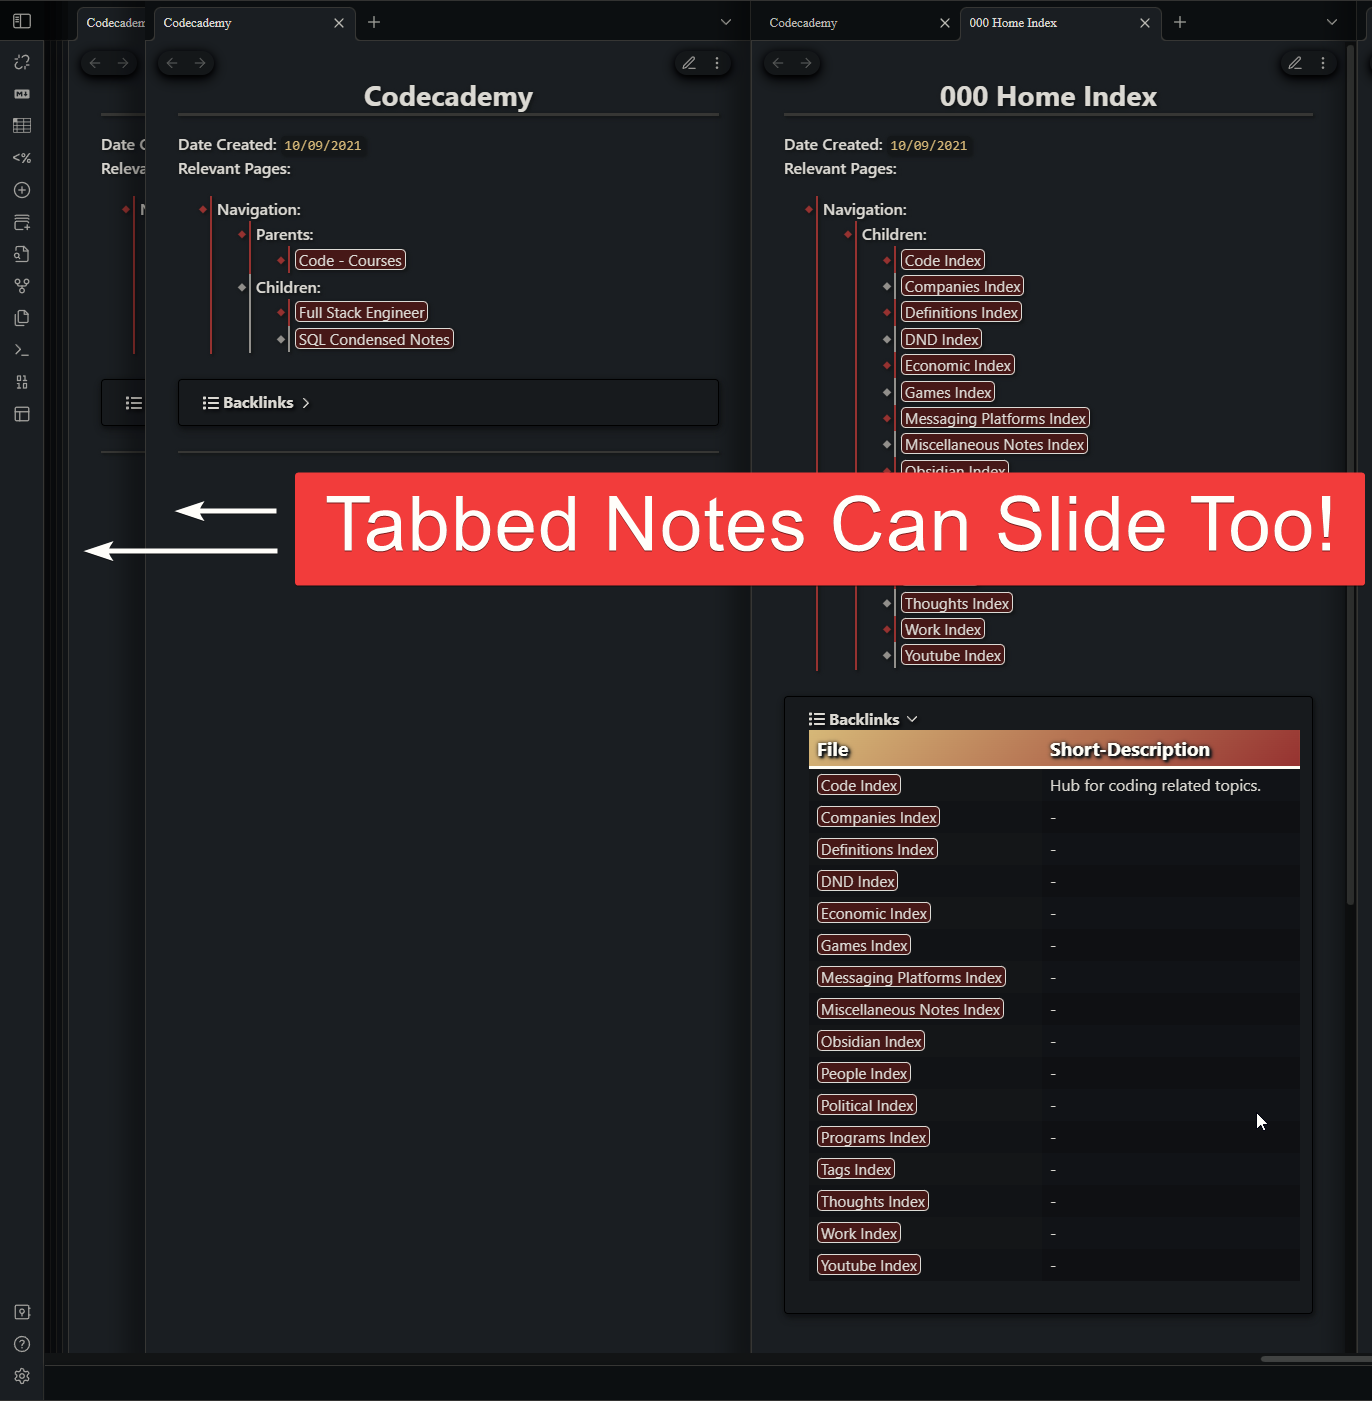 Codecadem
Codecademy
Codecademy
000 Home Index
Date C
Releva
N
Codecademy
Date Created: 10/09/2021
Relevant Pages:
Navigation:
Parents:
Code - Courses
Children:
Full Stack Engineer
SQL Condensed Notes
Backlinks
000 Home Index
Date Created: 10/09/2021
Relevant Pages:
Navigation:
Children:
Code Index
Companies Index
Definitions Index
DND Index
Economic Index
Games Index
Messaging Platforms Index
Miscellaneous Notes Index
Obsidian Index
Tabbed Notes Can Slide Too!
Thoughts Index
Work Index
Youtube Index
Backlinks
File Short-Description
Code Index Hub for coding related topics.
Companies Index -
Definitions Index -
DND Index -
Economic Index -
Games Index -
Messaging Platforms Index -
Miscellaneous Notes Index -
Obsidian Index -
People Index -
Political Index -
Programs Index -
Tags Index -
Thoughts Index -
Work Index -
Youtube Index -